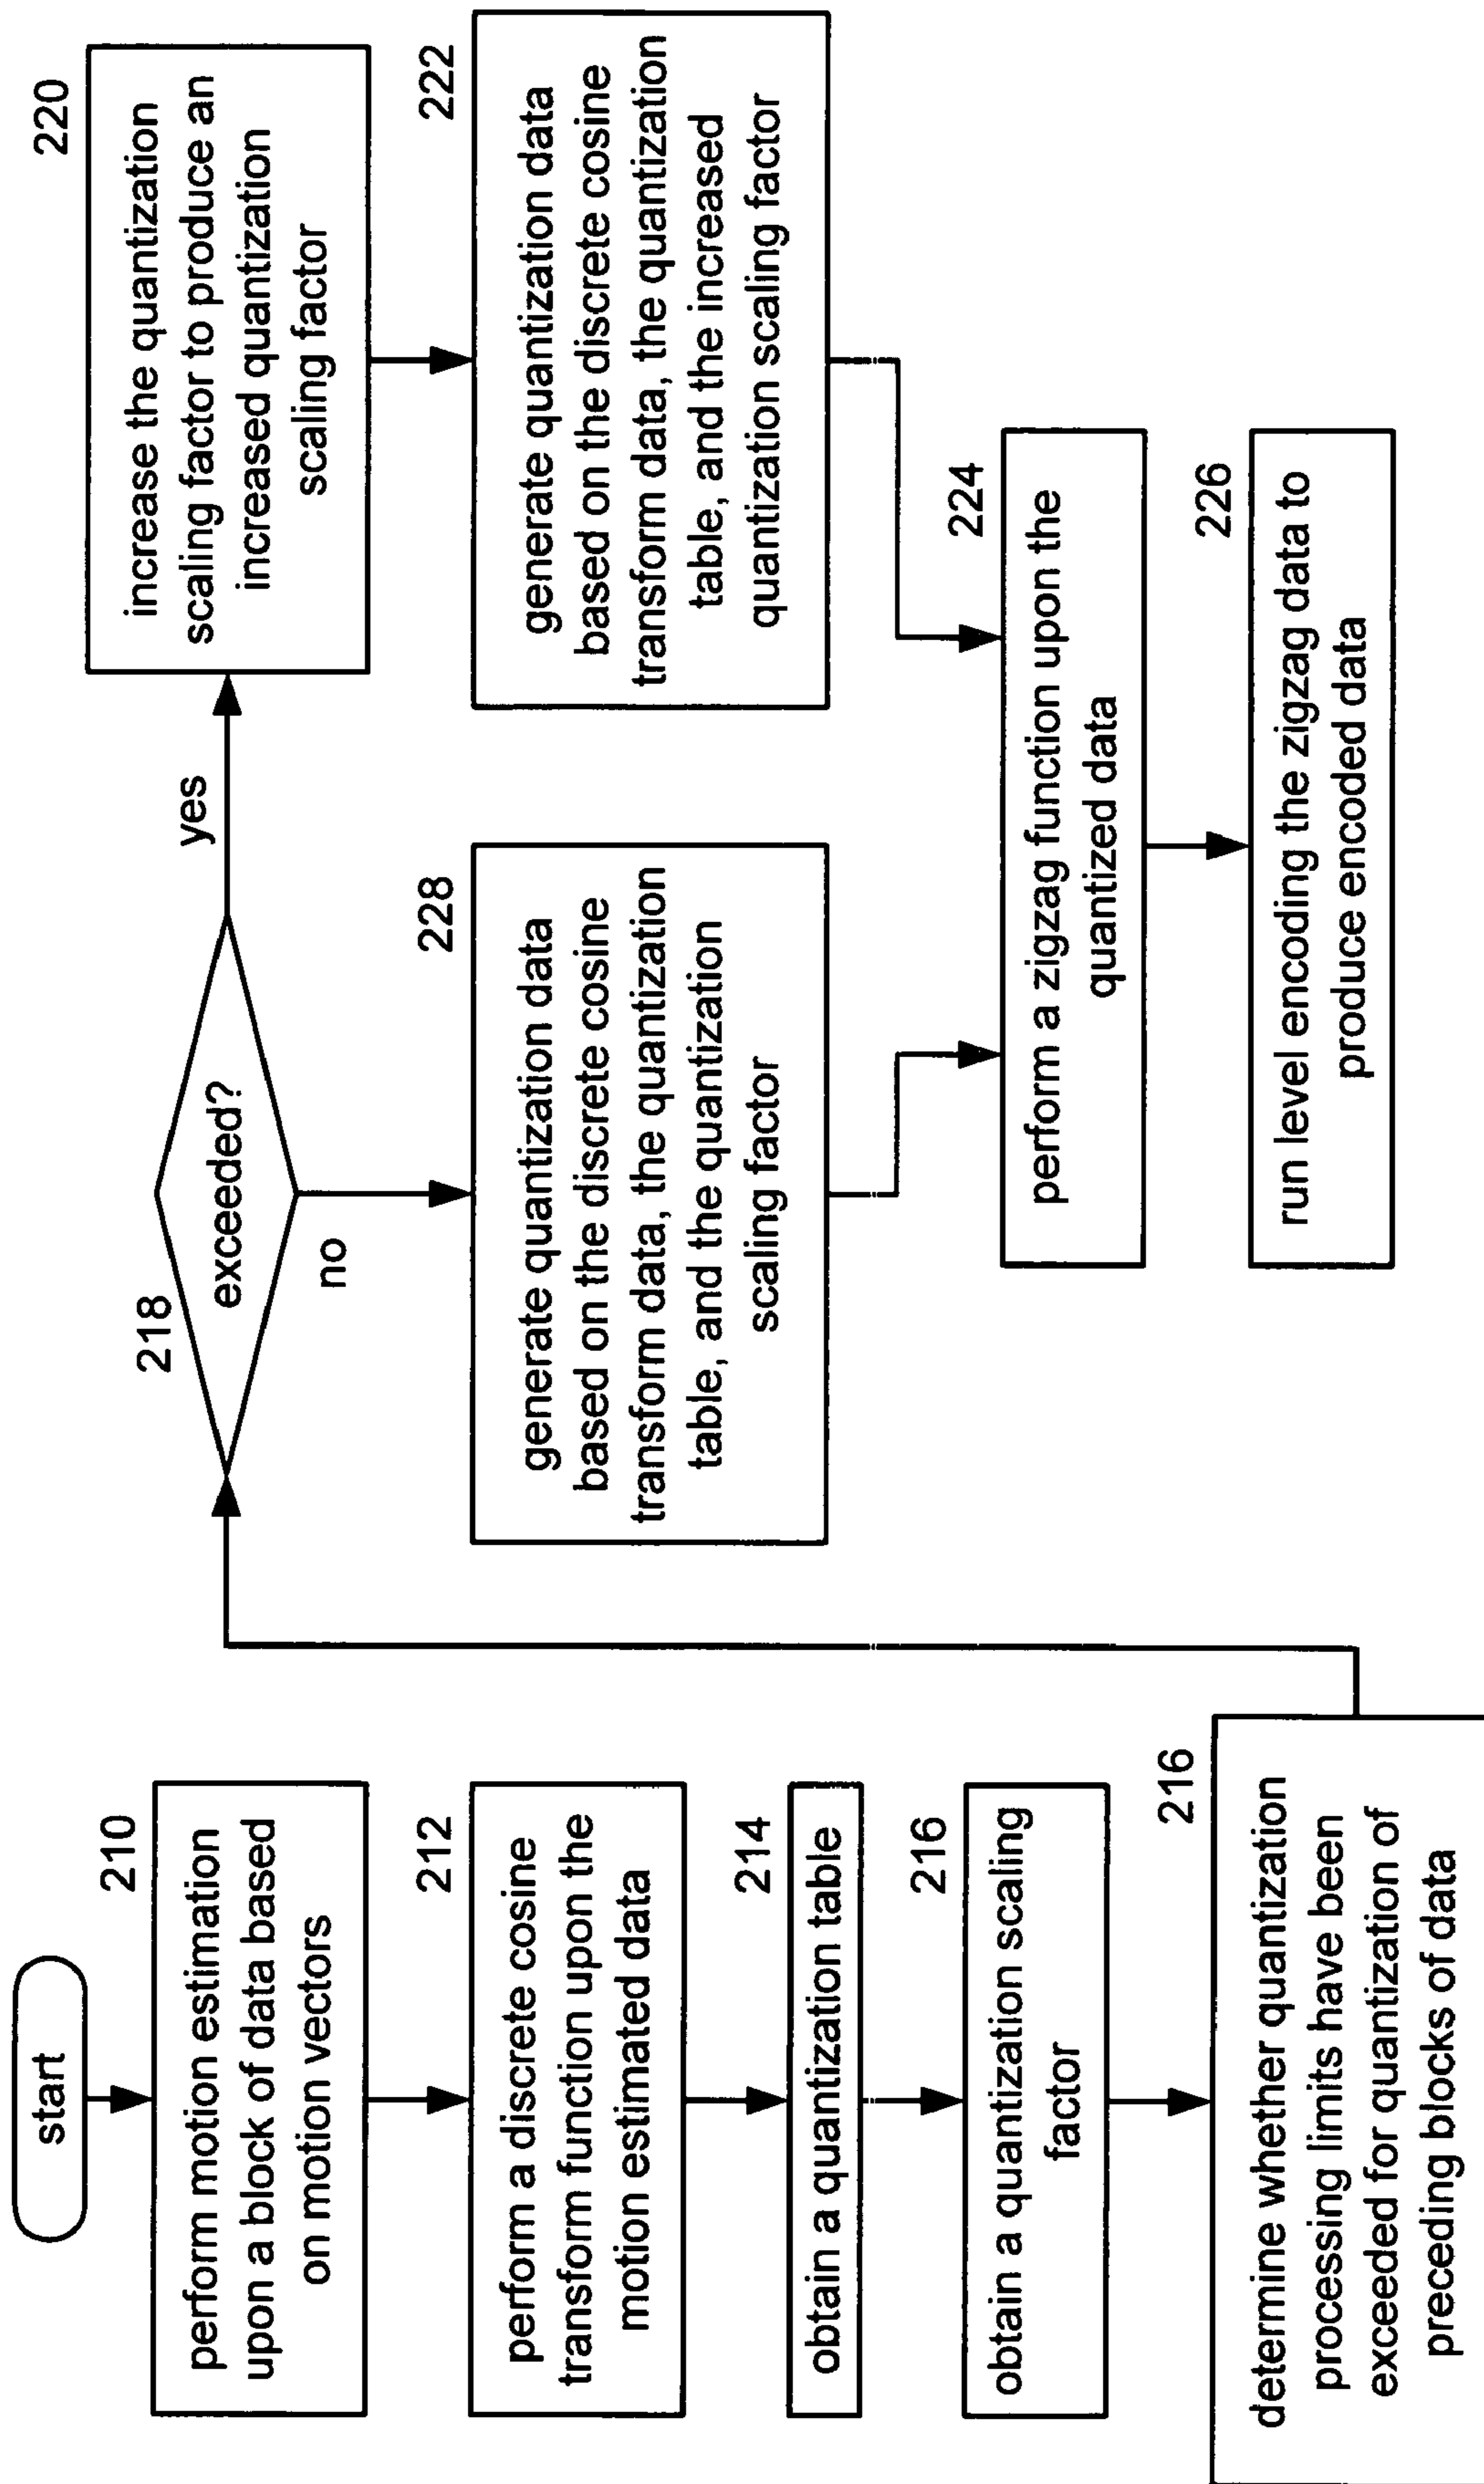 start
210
perform motion estimation
upon a block of data based
on motion vectors
212
perform a discrete cosine
transform function upon the
motion estimated data
214
obtain a quantization table
216
obtain a quantization scaling
factor
216
determine whether quantization
processing limits have been
exceeded for quantization of
preceding blocks of data
218
exceeded?
yes
no
220
increase the quantization
scaling factor to produce an
increased quantization
scaling factor
222
generate quantization data
based on the discrete cosine
transform data, the quantization
table, and the increased
quantization scaling factor
228
generate quantization data
based on the discrete cosine
transform data, the quantization
table, and the quantization
scaling factor
224
perform a zigzag function upon the
quantized data
226
run level encoding the zigzag data to
produce encoded data